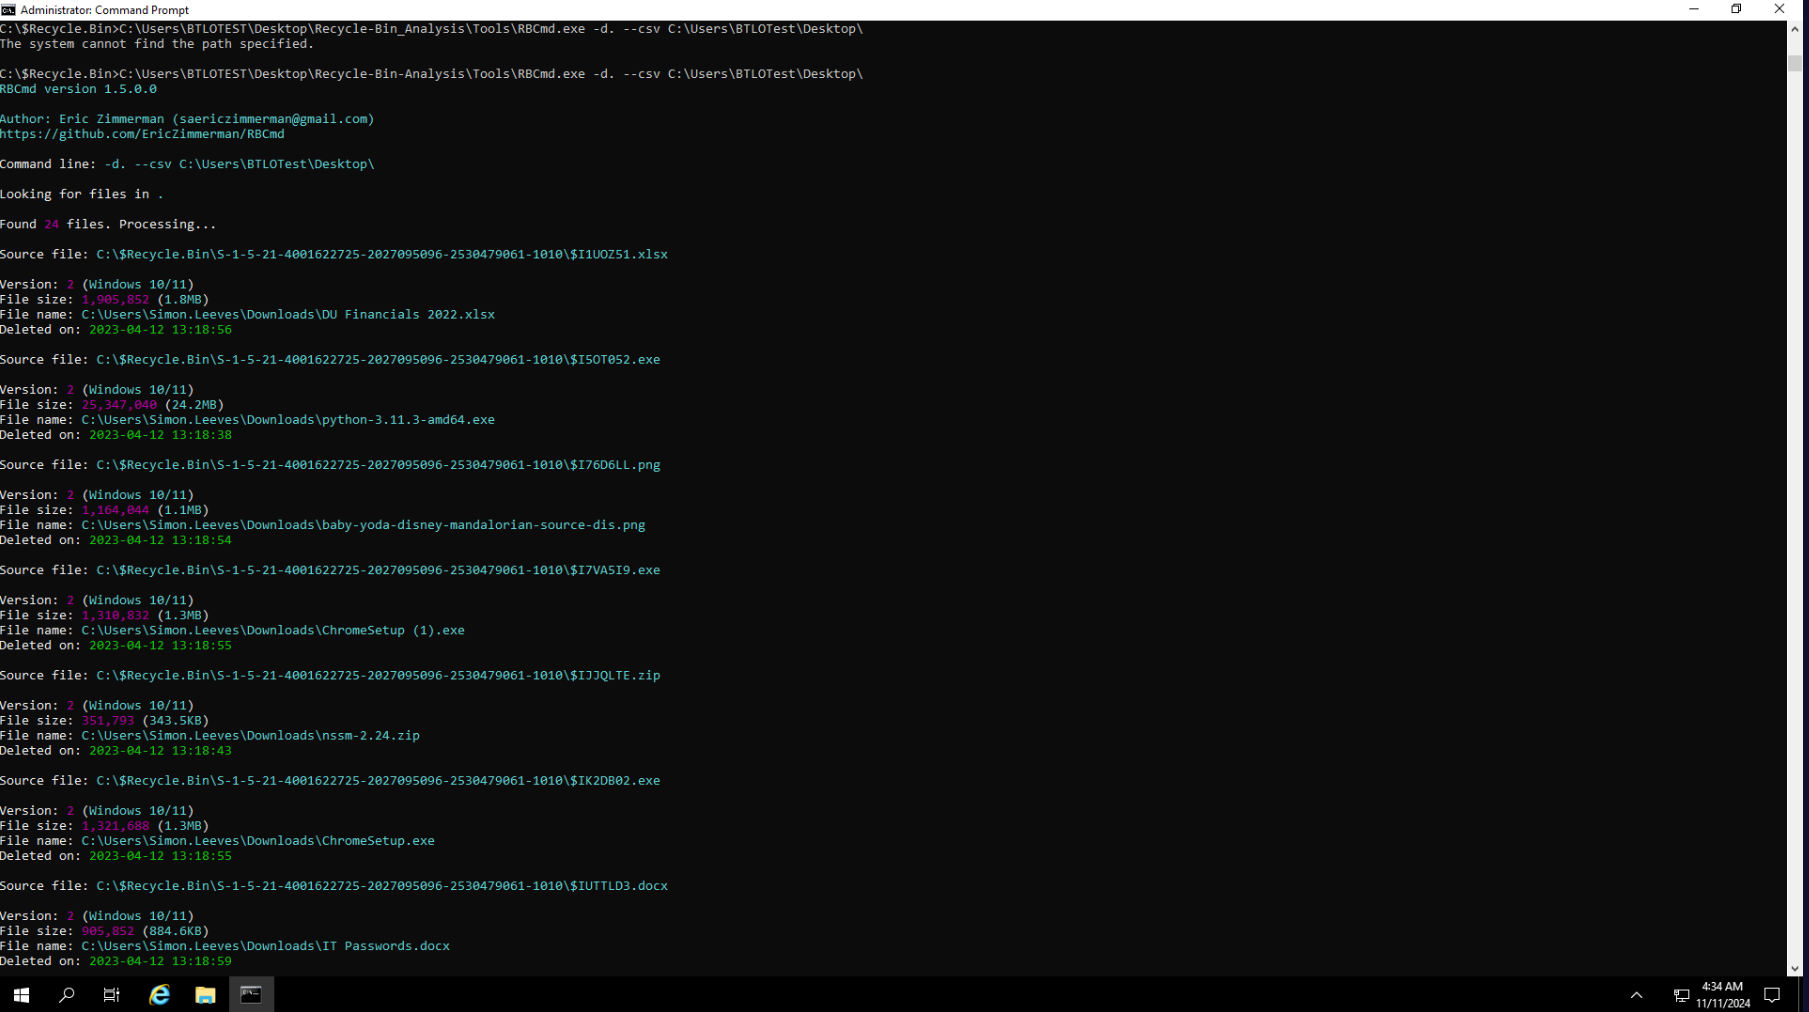 Administrator: Command Prompt
C:\$Recycle.Bin>C:\Users\BTLOTEST\Desktop\Recycle-Bin_Analysis\Tools\RBCmd.exe -d. --csv C:\Users\BTLOTest\Desktop\
The system cannot find the path specified.
C:\$Recycle.Bin>C:\Users\BTLOTEST\Desktop\Recycle-Bin-Analysis\Tools\RBCmd.exe -d. --csv C:\Users\BTLOTest\Desktop\
RBCmd version 1.5.0.0
Author: Eric Zimmerman (saericzimmerman@gmail.com)
https://github.com/EricZimmerman/RBCmd
Command line: -d. --csv C:\Users\BTLOTest\Desktop\
Looking for files in .
Found 24 files. Processing...
Source file: C:\$Recycle.Bin\S-1-5-21-4001622725-2027095096-2530479061-1010\$I1UOZ51.xlsx
Version: 2 (Windows 10/11)
File size: 1,905,852 (1.8MB)
File name: C:\Users\Simon.Leeves\Downloads\DU Financials 2022.xlsx
Deleted on: 2023-04-12 13:18:56
Source file: C:\$Recycle.Bin\S-1-5-21-4001622725-2027095096-2530479061-1010\$I5OT052.exe
Version: 2 (Windows 10/11)
File size: 25,347,040 (24.2MB)
File name: C:\Users\Simon.Leeves\Downloads\python-3.11.3-amd64.exe
Deleted on: 2023-04-12 13:18:38
Source file: C:\$Recycle.Bin\S-1-5-21-4001622725-2027095096-2530479061-1010\$I76D6LL.png
Version: 2 (Windows 10/11)
File size: 1,164,044 (1.1MB)
File name: C:\Users\Simon.Leeves\Downloads\baby-yoda-disney-mandalorian-source-dis.png
Deleted on: 2023-04-12 13:18:54
Source file: C:\$Recycle.Bin\S-1-5-21-4001622725-2027095096-2530479061-1010\$I7VA5I9.exe
Version: 2 (Windows 10/11)
File size: 1,310,832 (1.3MB)
File name: C:\Users\Simon.Leeves\Downloads\ChromeSetup (1).exe
Deleted on: 2023-04-12 13:18:55
Source file: C:\$Recycle.Bin\S-1-5-21-4001622725-2027095096-2530479061-1010\$IJJQLTE.zip
Version: 2 (Windows 10/11)
File size: 351,793 (343.5KB)
File name: C:\Users\Simon.Leeves\Downloads\nssm-2.24.zip
Deleted on: 2023-04-12 13:18:43
Source file: C:\$Recycle.Bin\S-1-5-21-4001622725-2027095096-2530479061-1010\$IK2DB02.exe
Version: 2 (Windows 10/11)
File size: 1,321,688 (1.3MB)
File name: C:\Users\Simon.Leeves\Downloads\ChromeSetup.exe
Deleted on: 2023-04-12 13:18:55
Source file: C:\$Recycle.Bin\S-1-5-21-4001622725-2027095096-2530479061-1010\$IUTTLD3.docx
Version: 2 (Windows 10/11)
File size: 905,852 (884.6KB)
File name: C:\Users\Simon.Leeves\Downloads\IT Passwords.docx
Deleted on: 2023-04-12 13:18:59
4:34 AM
11/11/2024